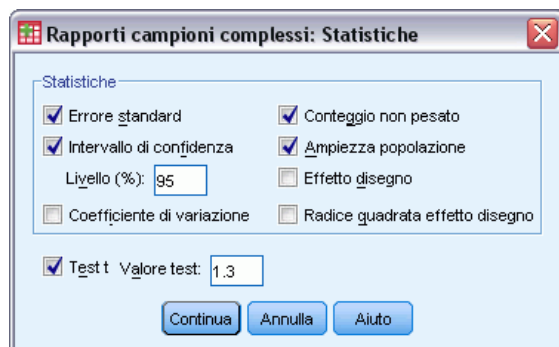 Rapporti campioni complessi: Statistiche
Statistiche
Errore standard
Conteggio non pesato
Intervallo di confidenza
Ampiezza popolazione
Livello (%): 95
Effetto disegno
Coefficiente di variazione
Radice quadrata effetto disegno
Test t Valore test: 1.3
Continua Annulla Aiuto